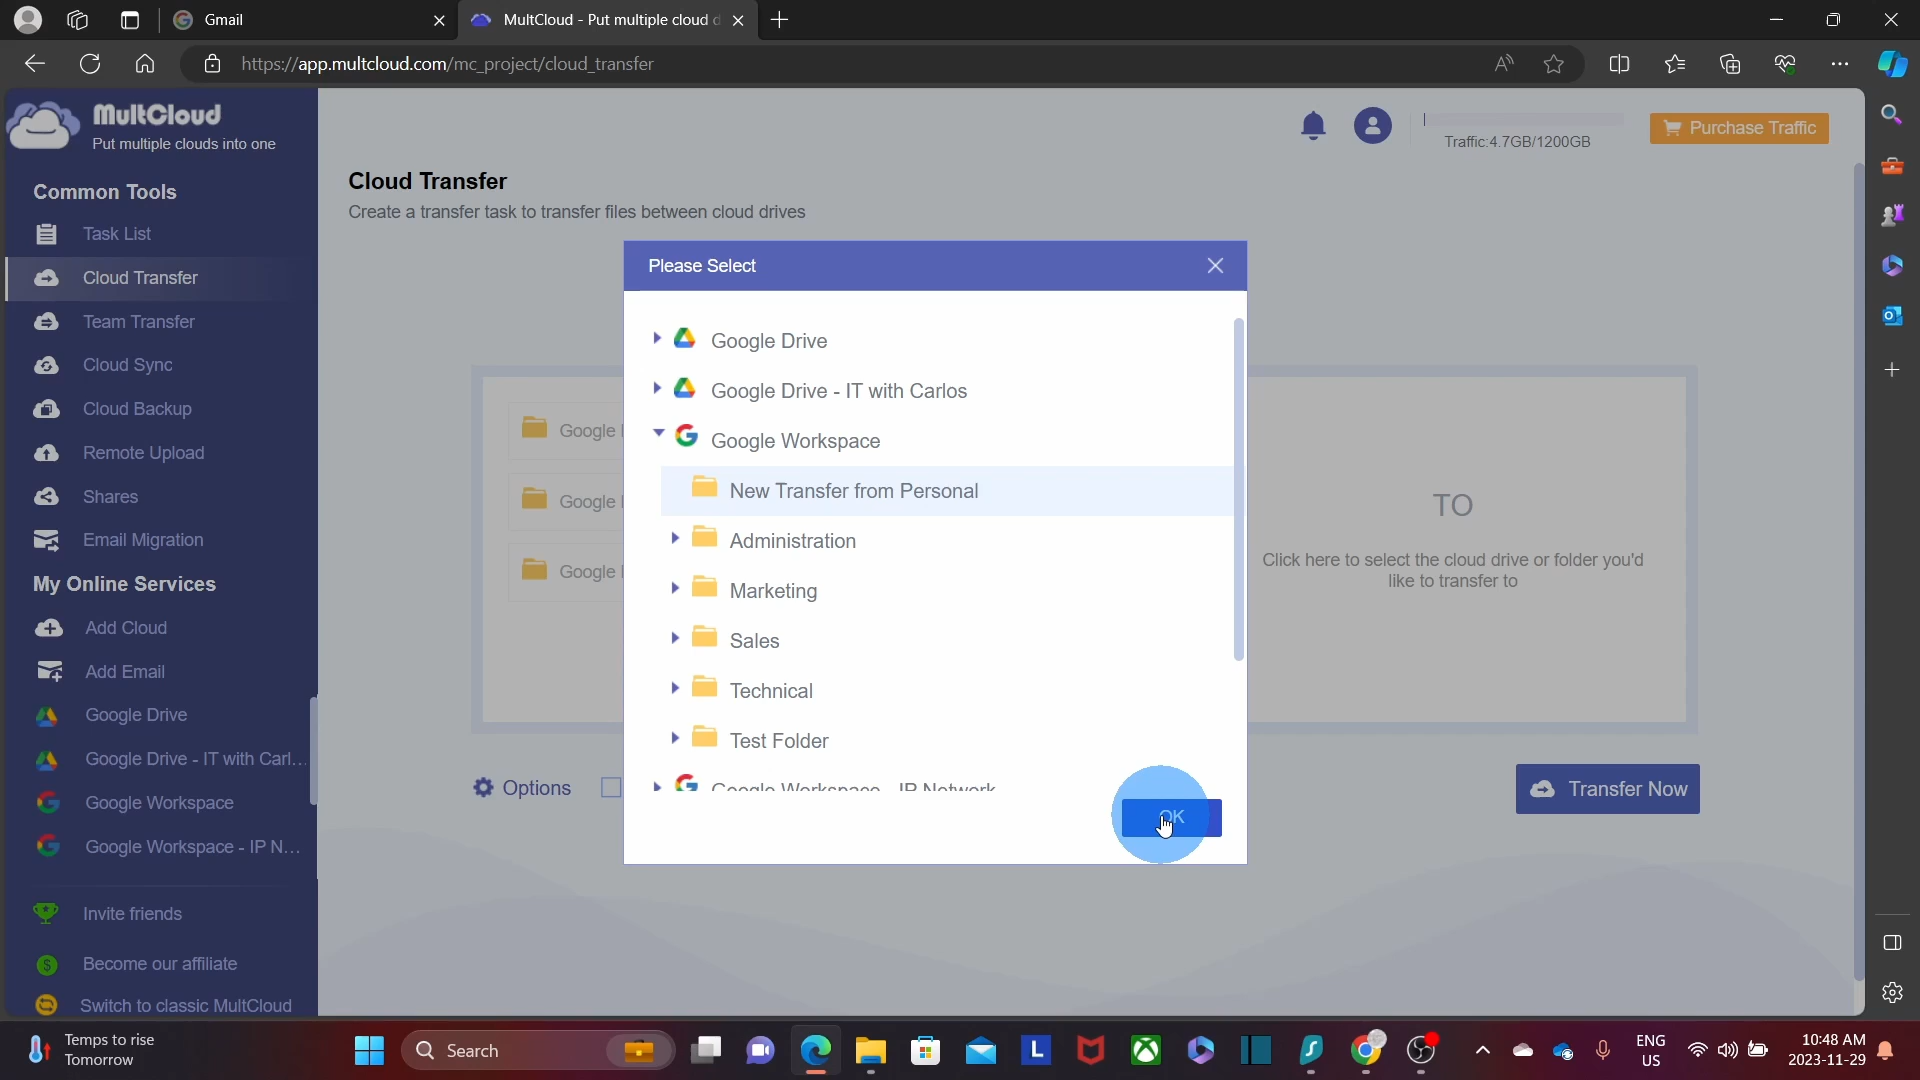 Gmail
MultCloud - Put multiple cloud d
https://app.multcloud.com/mc_project/cloud_transfer
MultCloud
Put multiple clouds into one
Traffic:4.7GB/1200GB
Purchase Traffic
Common Tools
Task List
Cloud Transfer
Team Transfer
Cloud Sync
Cloud Backup
Remote Upload
Shares
Email Migration
My Online Services
Add Cloud
Add Email
Google Drive
Google Drive - IT with Carl...
Google Workspace
Google Workspace - IP N...
Invite friends
Become our affiliate
Switch to classic MultCloud
Cloud Transfer
Create a transfer task to transfer files between cloud drives
Google
Google
Google
Options
Please Select
Google Drive
Google Drive - IT with Carlos
Google Workspace
New Transfer from Personal
Administration
Marketing
Sales
Technical
Test Folder
Google Workspace - IP Network
OK
TO
Click here to select the cloud drive or folder you'd
like to transfer to
Transfer Now
Temps to rise
Tomorrow
Search
ENG
US
10:48 AM
2023-11-29